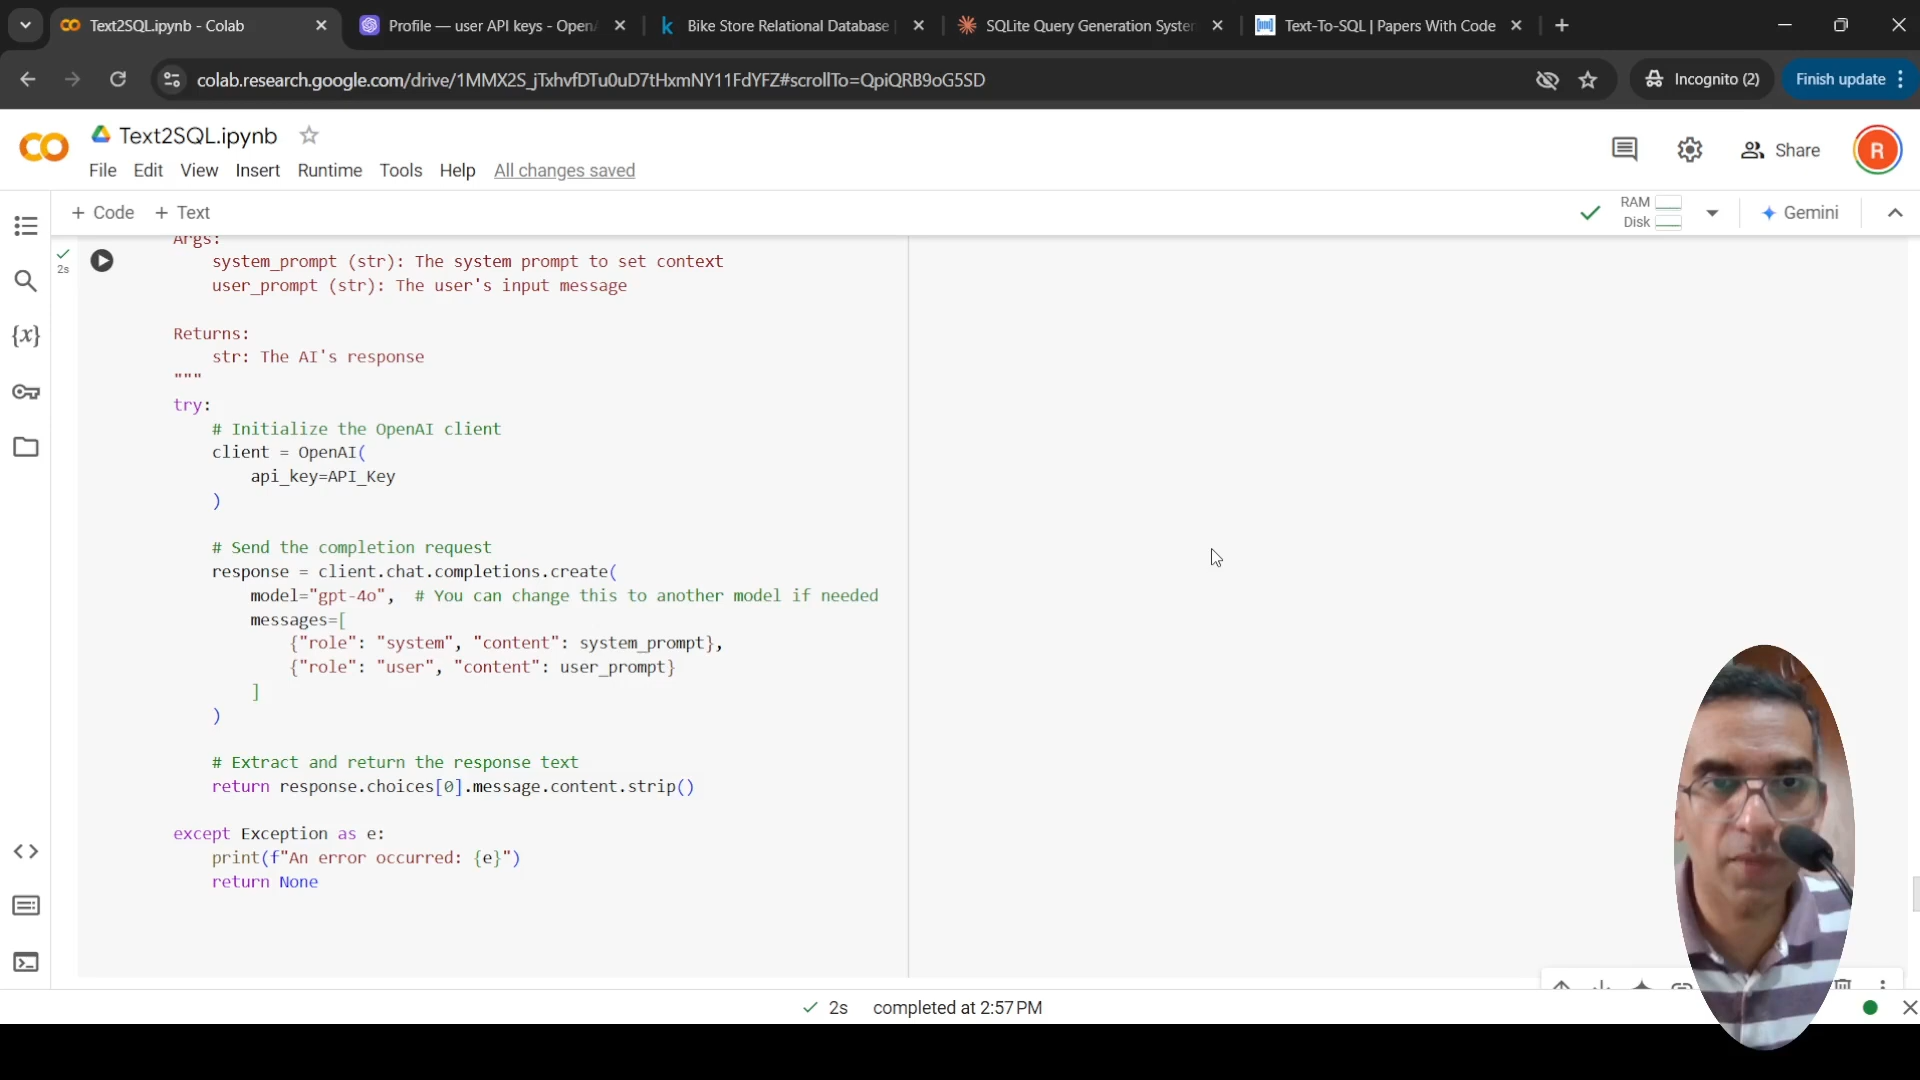 Text2SQL.ipynb - Colab
Profile — user API keys - OpenA
Bike Store Relational Database
SQLite Query Generation System
Text-To-SQL | Papers With Code
colab.research.google.com/drive/1MMX2S_jTxhvfDTu0uD7tHxmNY11FdYFZ#scrollTo=QpiQRB9oG5SD
Incognito (2)
Finish update
CO
Text2SQL.ipynb
File Edit View Insert Runtime Tools Help All changes saved
Share
R
+ Code + Text
RAM
Disk
Gemini
2s
Args:
system_prompt (str): The system prompt to set context
user_prompt (str): The user's input message
Returns:
str: The AI's response
"""
try:
# Initialize the OpenAI client
client = OpenAI(
api_key=API_Key
)
# Send the completion request
response = client.chat.completions.create(
model="gpt-4o", # You can change this to another model if needed
messages=[
{"role": "system", "content": system_prompt},
{"role": "user", "content": user_prompt}
]
)
# Extract and return the response text
return response.choices[0].message.content.strip()
except Exception as e:
print(f"An error occurred: {e}")
return None
2s completed at 2:57 PM